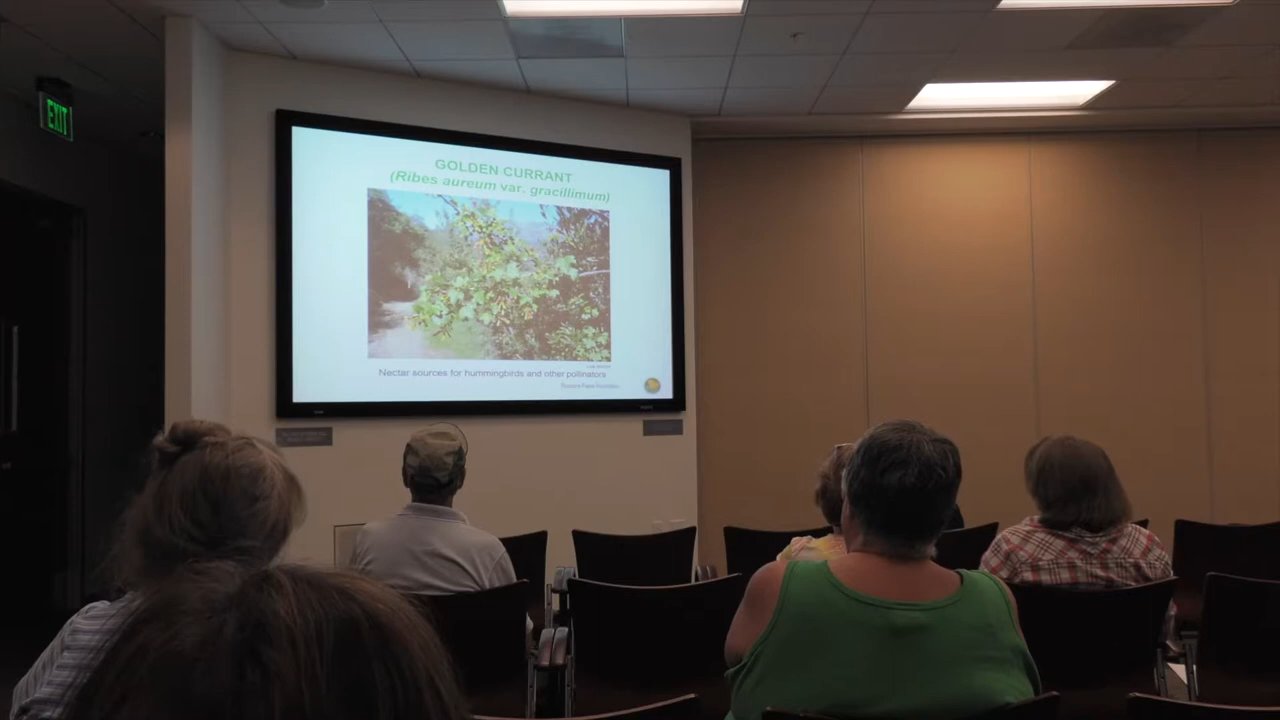 EXIT
GOLDEN CURRANT
(Ribes aureum var. gracillimum)
Nectar sources for hummingbirds and other pollinators